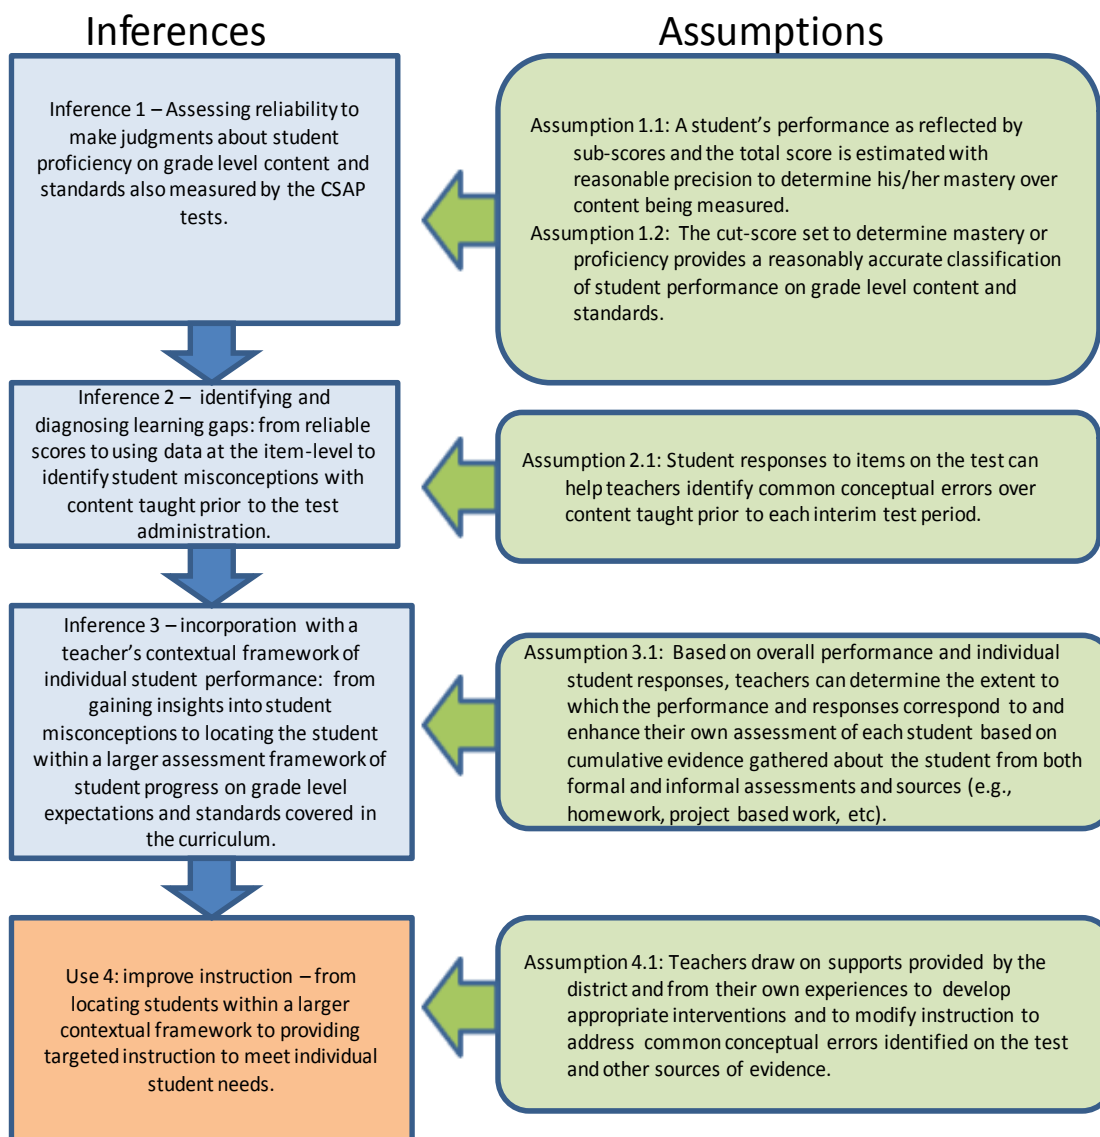 Inferences
Assumptions
Inference 1 – Assessing reliability to
make judgments about student
proficiency on grade level content and
standards also measured by the CSAP
tests.
Assumption 1.1: A student's performance as reflected by
sub-scores and the total score is estimated with
reasonable precision to determine his/her mastery over
content being measured.
Assumption 1.2: The cut-score set to determine mastery or
proficiency provides a reasonably accurate classification
of student performance on grade level content and
standards.
Inference 2 – identifying and
diagnosing learning gaps: from reliable
scores to using data at the item-level to
identify student misconceptions with
content taught prior to the test
administration.
Assumption 2.1: Student responses to items on the test can
help teachers identify common conceptual errors over
content taught prior to each interim test period.
Inference 3 – incorporation with a
teacher's contextual framework of
individual student performance: from
gaining insights into student
misconceptions to locating the student
within a larger assessment framework of
student progress on grade level
expectations and standards covered in
the curriculum.
Assumption 3.1: Based on overall performance and individual
student responses, teachers can determine the extent to
which the performance and responses correspond to and
enhance their own assessment of each student based on
cumulative evidence gathered about the student from both
formal and informal assessments and sources (e.g.,
homework, project based work, etc).
Use 4: improve instruction – from
locating students within a larger
contextual framework to providing
targeted instruction to meet individual
student needs.
Assumption 4.1: Teachers draw on supports provided by the
district and from their own experiences to develop
appropriate interventions and to modify instruction to
address common conceptual errors identified on the test
and other sources of evidence.